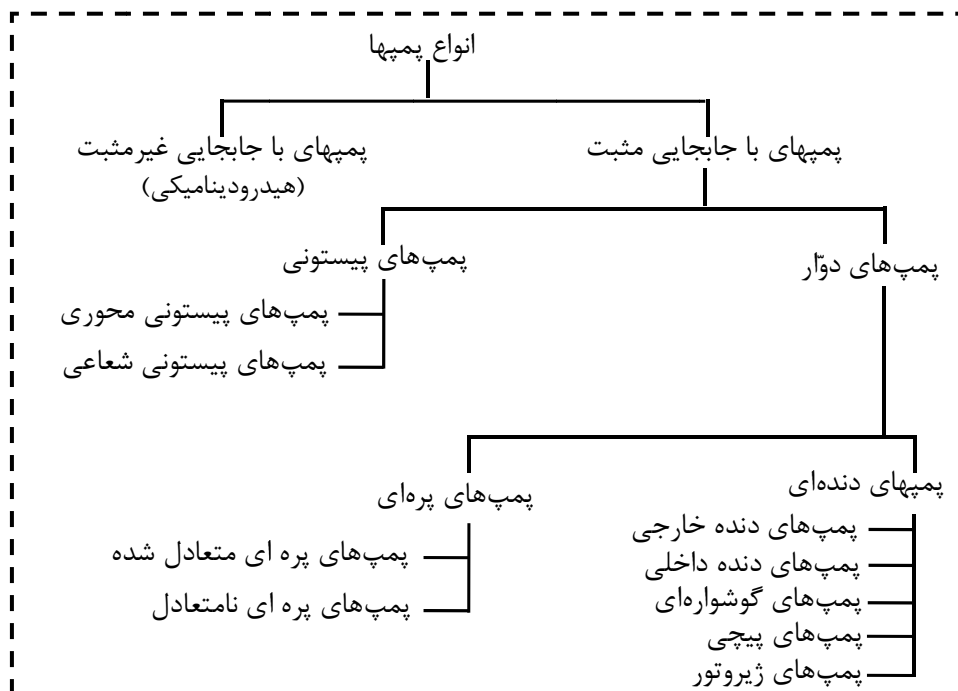 انواع پمپها
پمپهای با جابجایی مثبت
پمپهای با جابجایی غیرمثبت
(هیدرودینامیکی)
پمپ‌های دوّار
پمپ‌های پیستونی
پمپ‌های پیستونی محوری
پمپ‌های پیستونی شعاعی
پمپهای دنده‌ای
پمپ‌های دنده خارجی
پمپ‌های دنده داخلی
پمپ‌های گوشواره‌ای
پمپ‌های پیچی
پمپ‌های ژیروتور
پمپ‌های پره‌ای
پمپ‌های پره ای متعادل شده
پمپ‌های پره ای نامتعادل